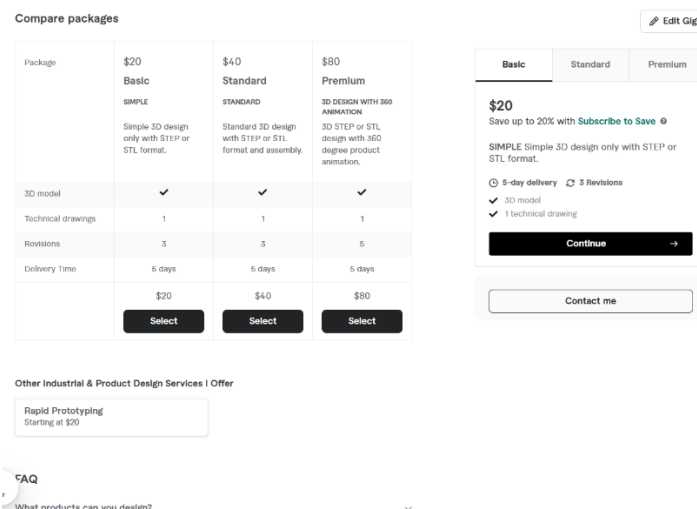 Compare packages
Edit Gig
Package
$20
Basic
SIMPLE
Simple 3D design
only with STEP or
STL format.
$40
Standard
STANDARD
Standard 3D design
with STEP or STL
format and assembly.
$80
Premium
3D DESIGN WITH 360
ANIMATION
3D STEP or STL
design with 360
degree product
animation.
3D model
Technical drawings 1 1 1
Revisions 3 3 5
Delivery Time 5 days 5 days 5 days
$20 $40 $80
Select Select Select
Basic Standard Premium
$20
Save up to 20% with Subscribe to Save
SIMPLE Simple 3D design only with STEP or
STL format.
5-day delivery 3 Revisions
3D model
1 technical drawing
Continue
Contact me
Other Industrial & Product Design Services I Offer
Rapid Prototyping
Starting at $20
FAQ
What products can you design?